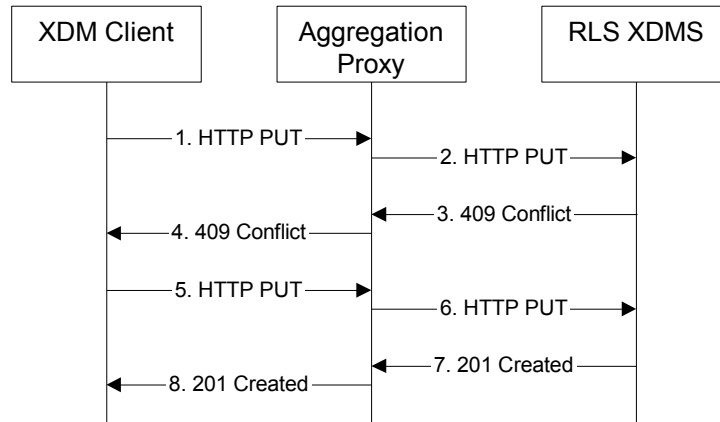 XDM Client
Aggregation
Proxy
RLS XDMS
1. HTTP PUT
2. HTTP PUT
3. 409 Conflict
4. 409 Conflict
5. HTTP PUT
6. HTTP PUT
7. 201 Created
8. 201 Created